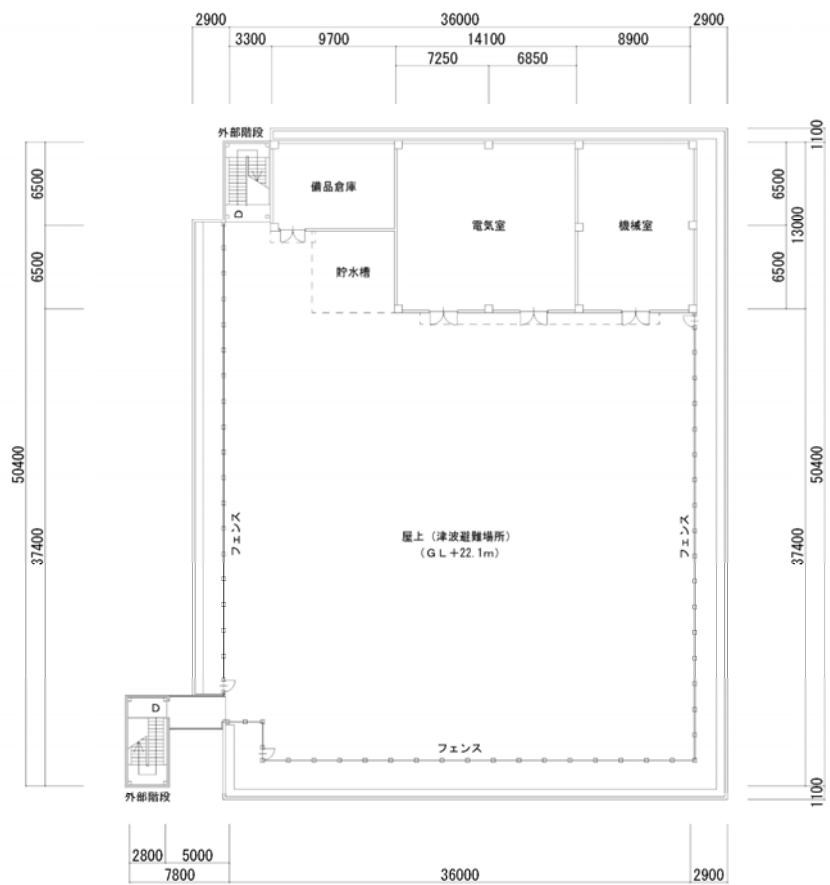 2900 36000 2900
3300 9700 14100 8900
7250 6850
外部階段
1100
6500
6500
13000
備品倉庫
電気室
機械室
D
6500
6500
貯水槽
50400
50400
37400
37400
フェンス
屋上（津波避難場所）
（ＧＬ＋22.1m）
フェンス
D
フェンス
外部階段
1100
2800 5000
7800 36000 2900